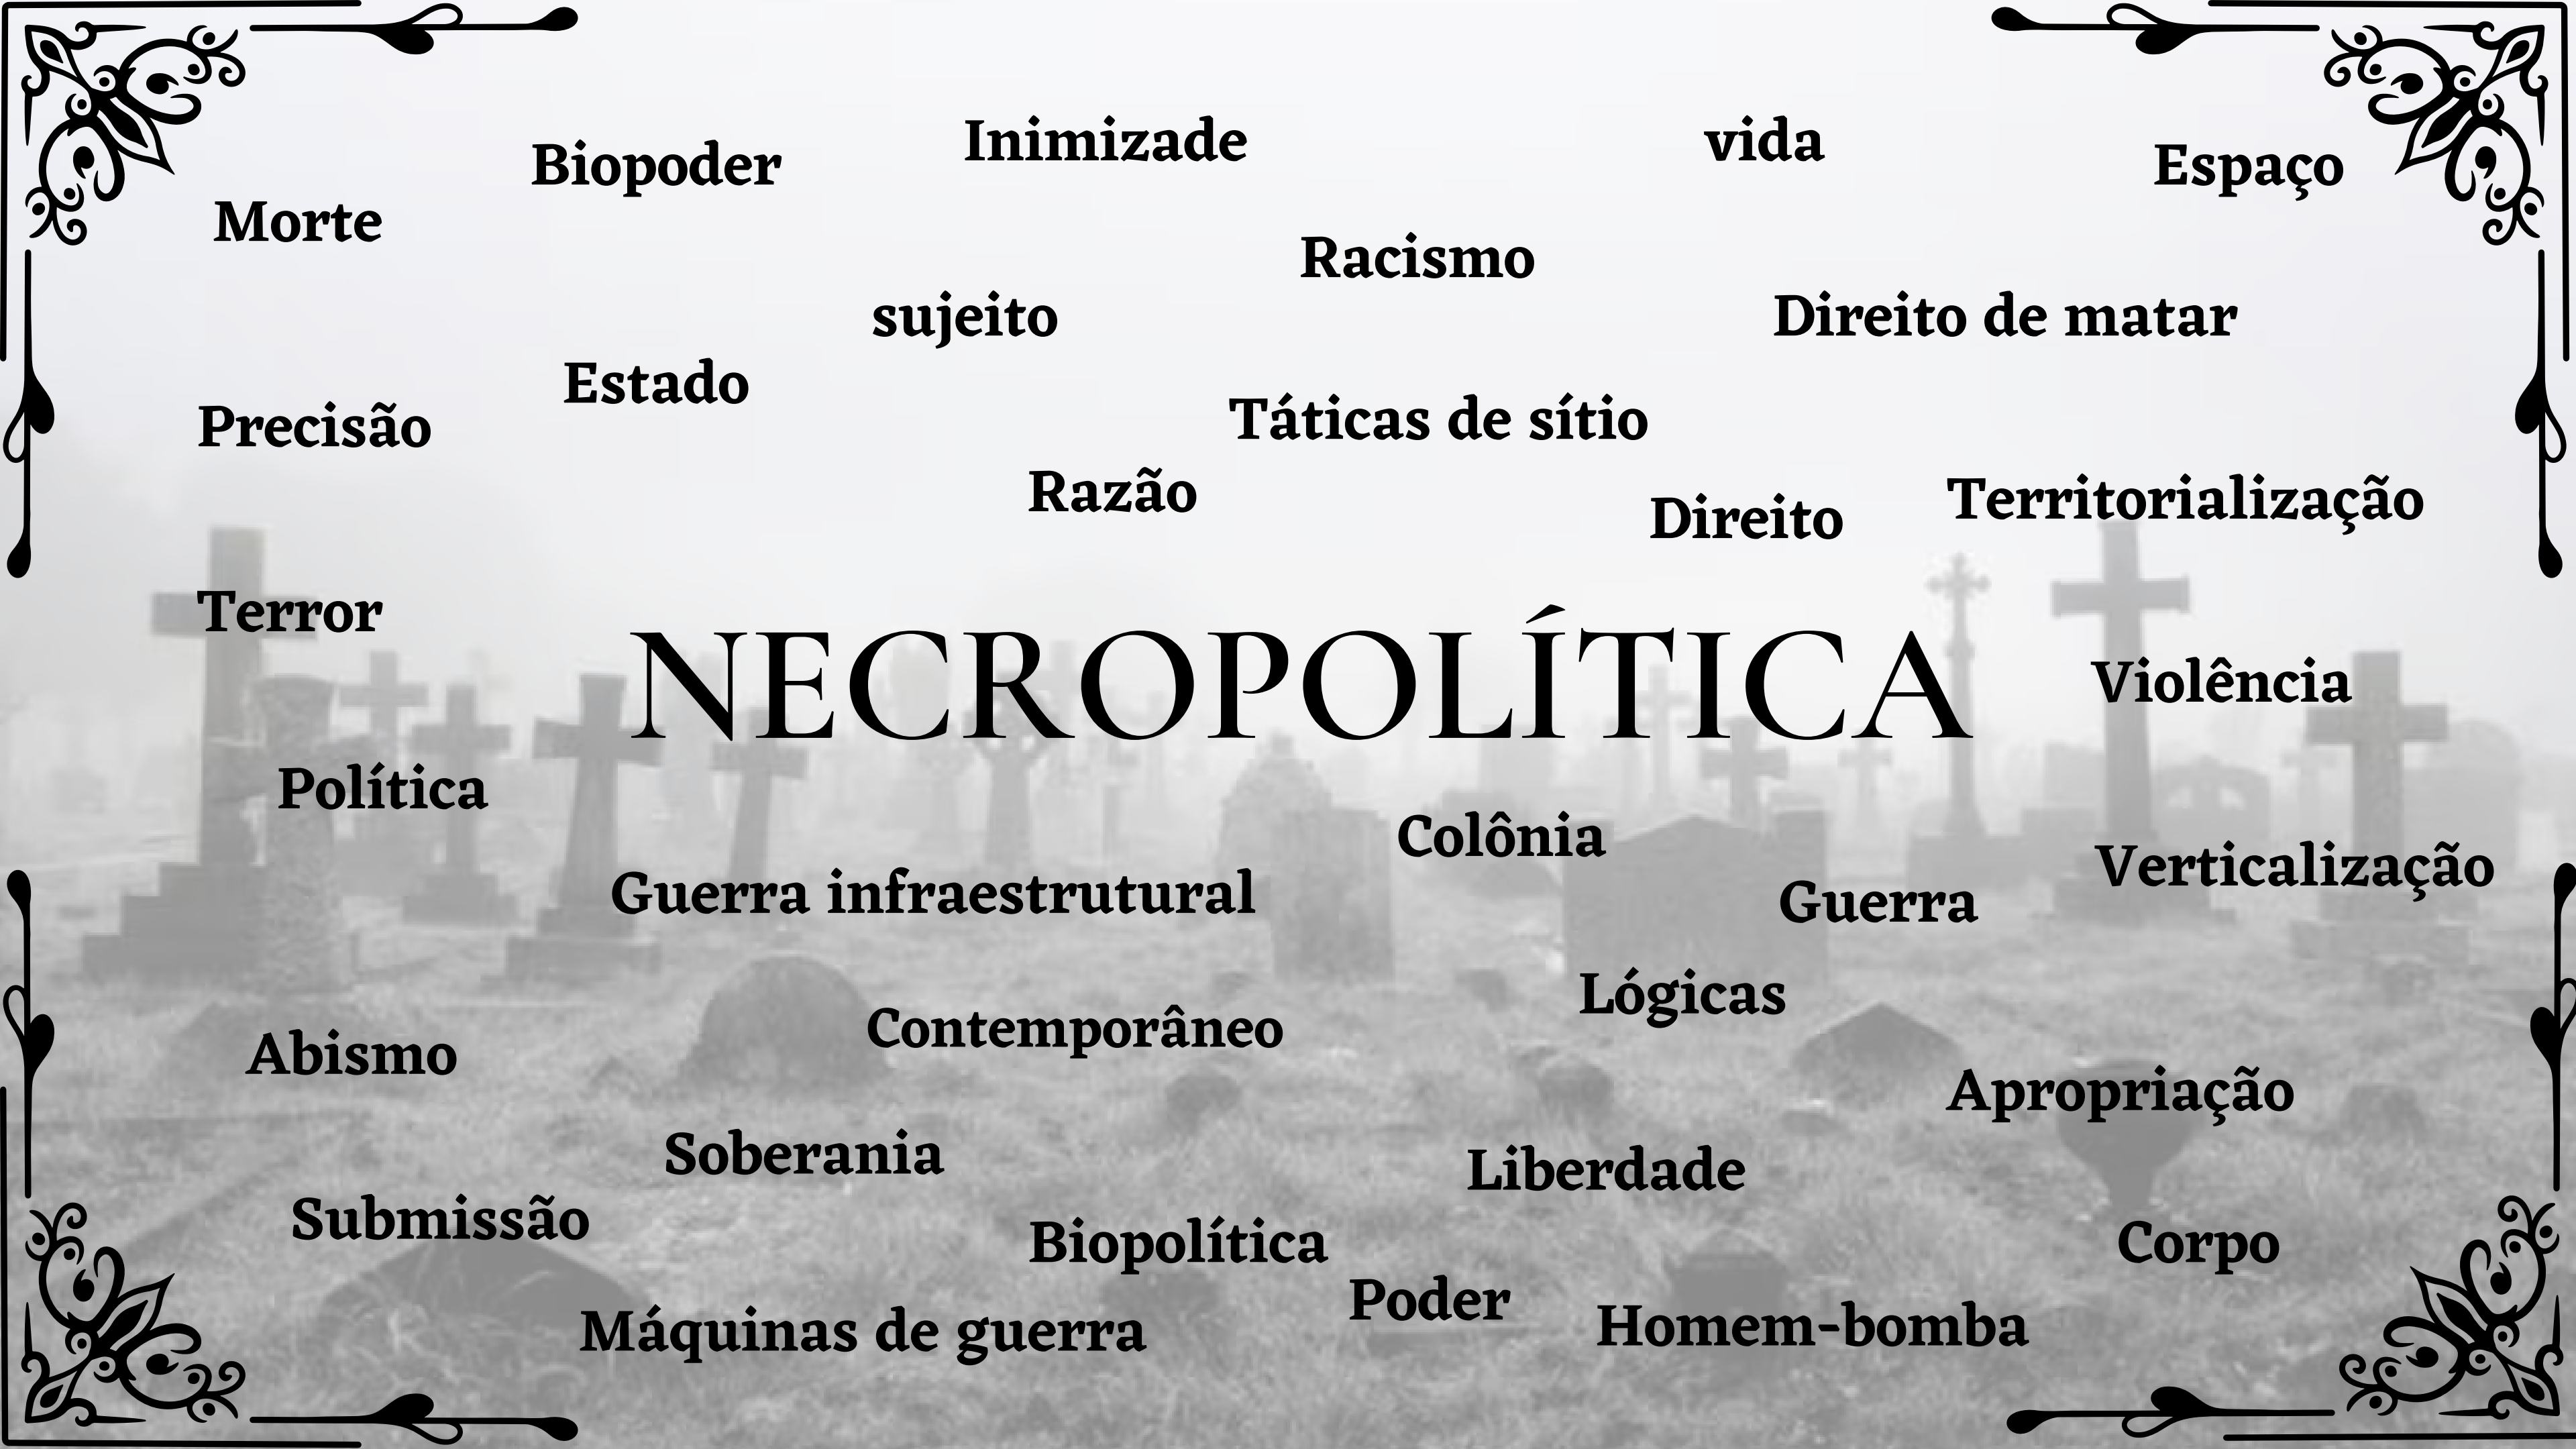 Inimizade
vida
Biopoder
Espaço
Morte
Racismo
sujeito
Direito de matar
Estado
Táticas de sítio
Precisão
Razão
Territorialização
Direito
Terror
NECROPOLÍTICA
Violência
Política
Colônia
Verticalização
Guerra infraestrutural
Guerra
Lógicas
Contemporâneo
Abismo
Apropriação
Soberania
Liberdade
Submissão
Biopolítica
Corpo
Poder
Homem-bomba
Máquinas de guerra